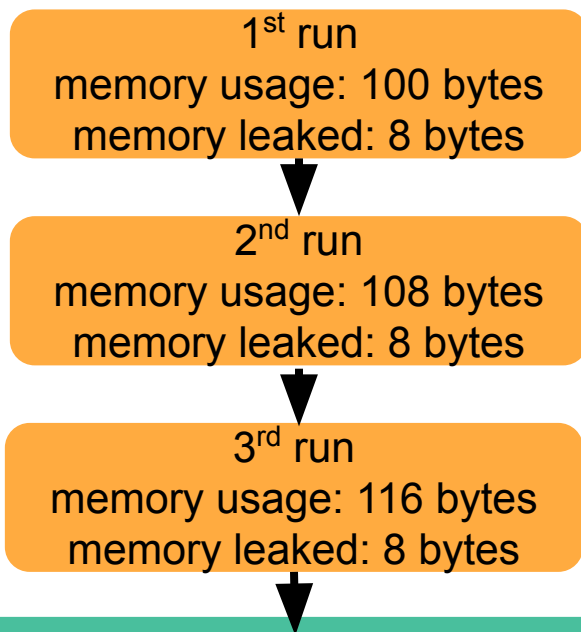 1st run
memory usage: 100 bytes
memory leaked: 8 bytes
2nd run
memory usage: 108 bytes
memory leaked: 8 bytes
3rd run
memory usage: 116 bytes
memory leaked: 8 bytes